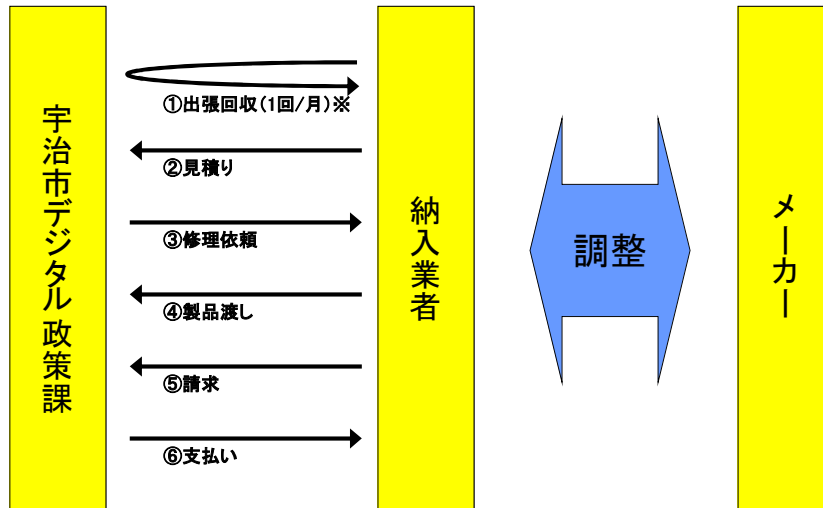 宇治市デジタル政策課
①出張回収(1回/月)※
②見積り
③修理依頼
④製品渡し
⑤請求
⑥支払い
納入業者
調整
メーカー